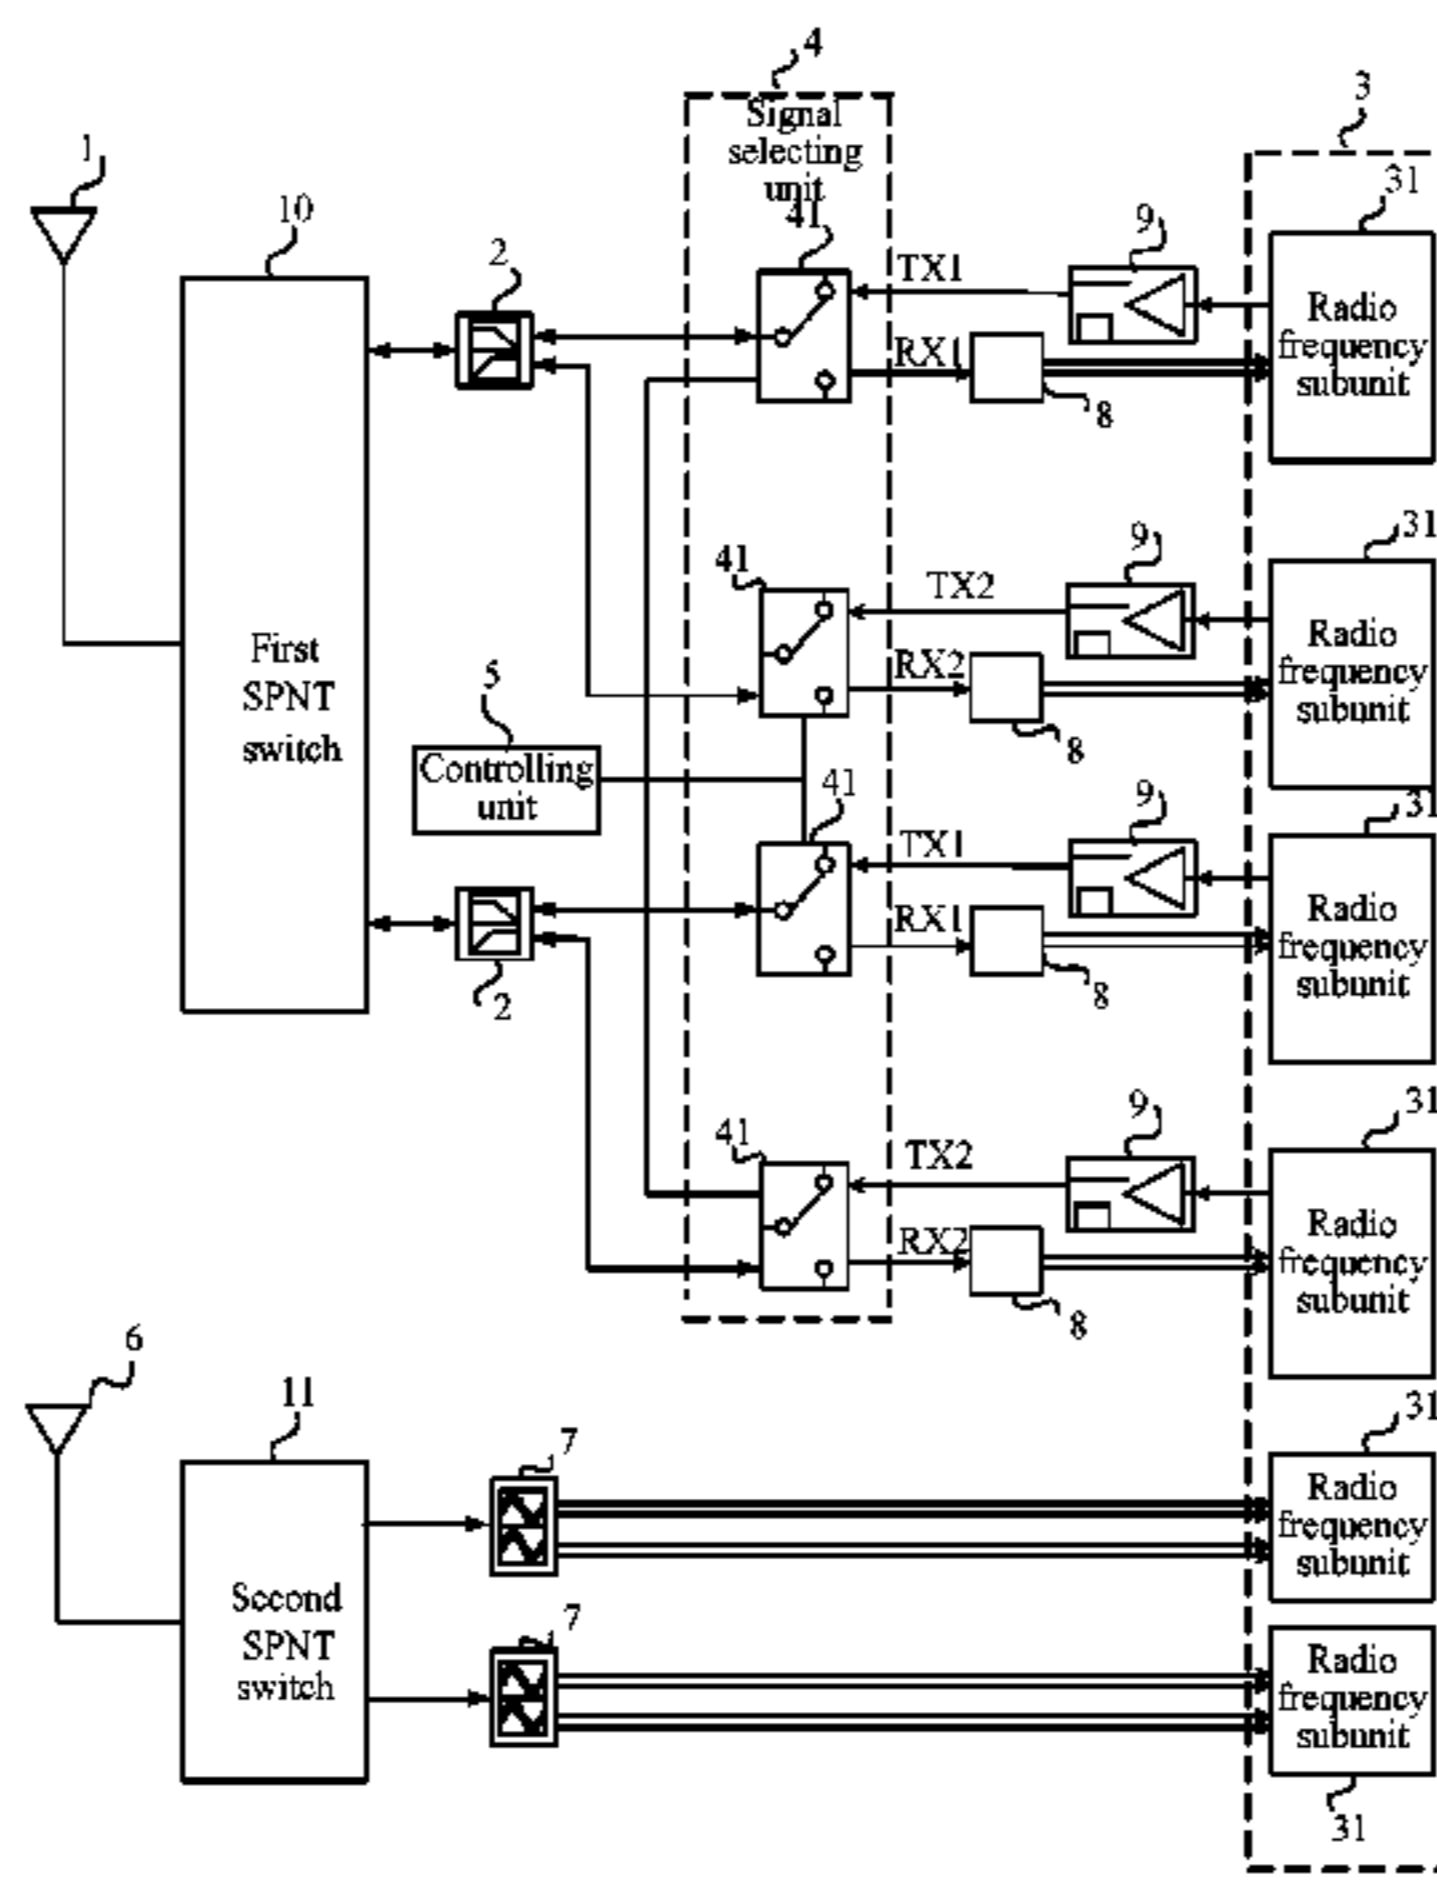 4
Signal
selecting
unit
3
1
10
2
41
TX1
9
31
Radio
frequency
subunit
RX1
8
41
TX2
9
31
Radio
frequency
subunit
RX2
8
First
SPNT
switch
5
Controlling
unit
41
TX1
9
31
Radio
frequency
subunit
RX1
8
2
41
TX2
9
31
Radio
frequency
subunit
RX2
8
6
11
7
31
Radio
frequency
subunit
Second
SPNT
switch
7
Radio
frequency
subunit
31